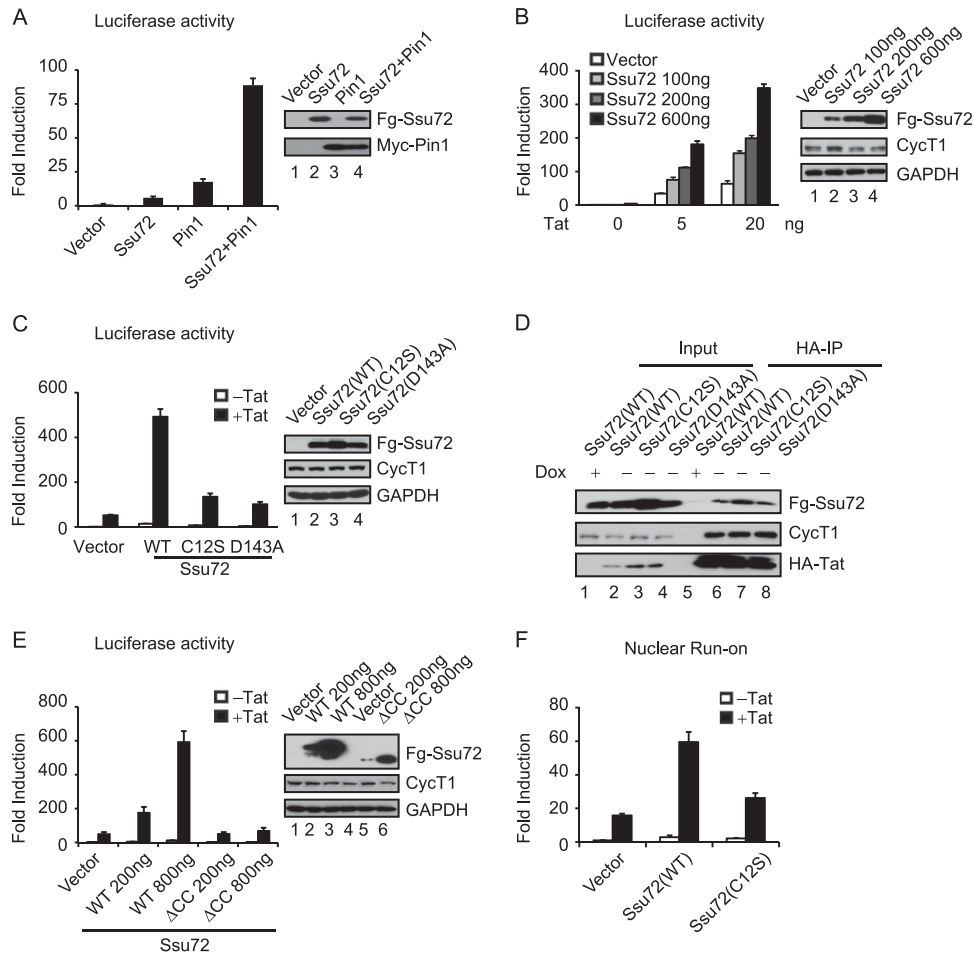 A
Luciferase activity
Fold Induction
100
75
50
25
0
Vector
Ssu72
Pin1
Ssu72+Pin1
Vector
Ssu72
Pin1
Ssu72+Pin1
Fg-Ssu72
Myc-Pin1
1 2 3 4
B
Luciferase activity
Fold Induction
400
300
200
100
0
Vector
Ssu72 100ng
Ssu72 200ng
Ssu72 600ng
Tat 0 5 20 ng
Vector
Ssu72 100ng
Ssu72 200ng
Ssu72 600ng
Fg-Ssu72
CycT1
GAPDH
1 2 3 4
C
Luciferase activity
Fold Induction
600
400
200
0
–Tat
+Tat
Vector WT C12S D143A
Ssu72
Vector
Ssu72(WT)
Ssu72(C12S)
Ssu72(D143A)
Fg-Ssu72
CycT1
GAPDH
1 2 3 4
D
Input HA-IP
Ssu72(WT)
Ssu72(WT)
Ssu72(C12S)
Ssu72(D143A)
Ssu72(WT)
Ssu72(WT)
Ssu72(C12S)
Ssu72(D143A)
Dox + – – – + – – –
Fg-Ssu72
CycT1
HA-Tat
1 2 3 4 5 6 7 8
E
Luciferase activity
Fold Induction
800
600
400
200
0
–Tat
+Tat
Vector
WT 200ng
WT 800ng
ΔCC 200ng
ΔCC 800ng
Ssu72
Vector
WT 200ng
WT 800ng
Vector
ΔCC 200ng
ΔCC 800ng
Fg-Ssu72
CycT1
GAPDH
1 2 3 4 5 6
F
Nuclear Run-on
Fold Induction
80
60
40
20
0
–Tat
+Tat
Vector
Ssu72(WT)
Ssu72(C12S)